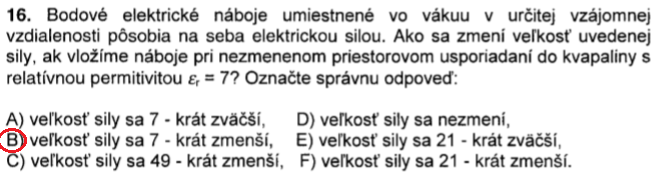 16. Bodové elektrické náboje umiestnené vo vákuu v určitej vzájomnej
vzdialenosti pôsobia na seba elektrickou silou. Ako sa zmení veľkosť uvedenej
sily, ak vložíme náboje pri nezmenenom priestorovom usporiadaní do kvapaliny s
relatívnou permitivitou εᵣ = 7? Označte správnu odpoveď:
A) veľkosť sily sa 7 - krát zväčší, D) veľkosť sily sa nezmení,
B) veľkosť sily sa 7 - krát zmenší, E) veľkosť sily sa 21 - krát zväčší,
C) veľkosť sily sa 49 - krát zmenší, F) veľkosť sily sa 21 - krát zmenší.